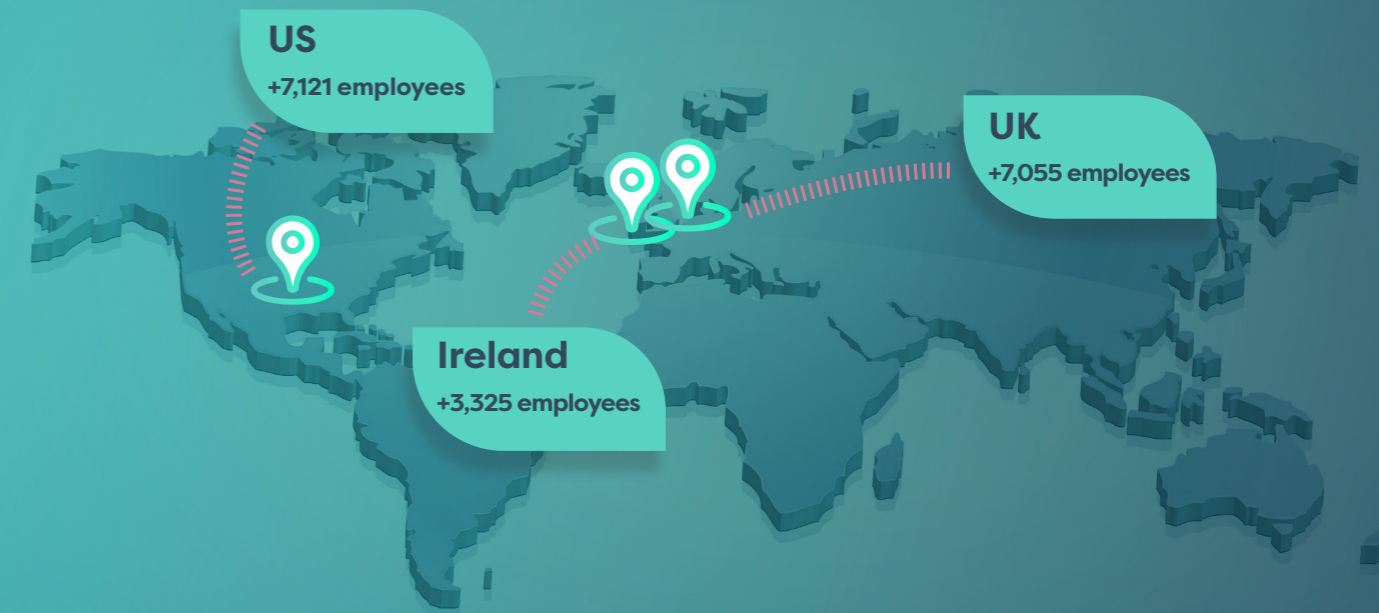 US
+7,121 employees
UK
+7,055 employees
Ireland
+3,325 employees